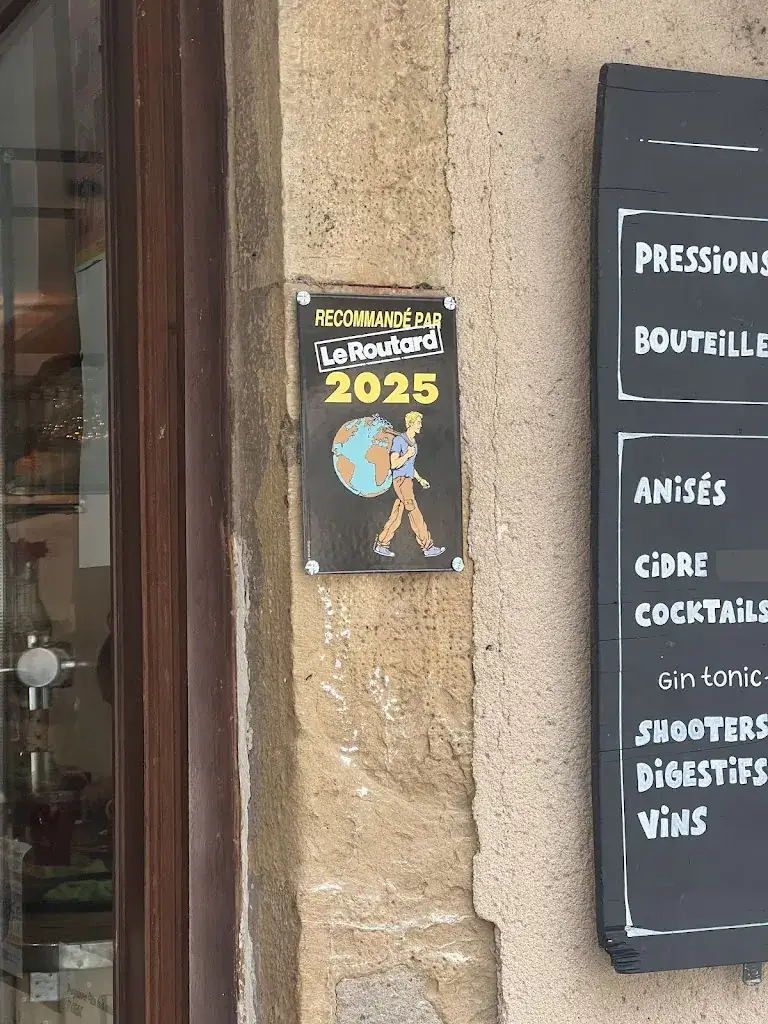 RECOMMANDÉ PAR
Le Routard
2025
PRESSIONS
BOUTEILLE
ANISÉS
CIDRE
COCKTAILS
Gin tonic
SHOOTERS
DIGESTIFS
VINS